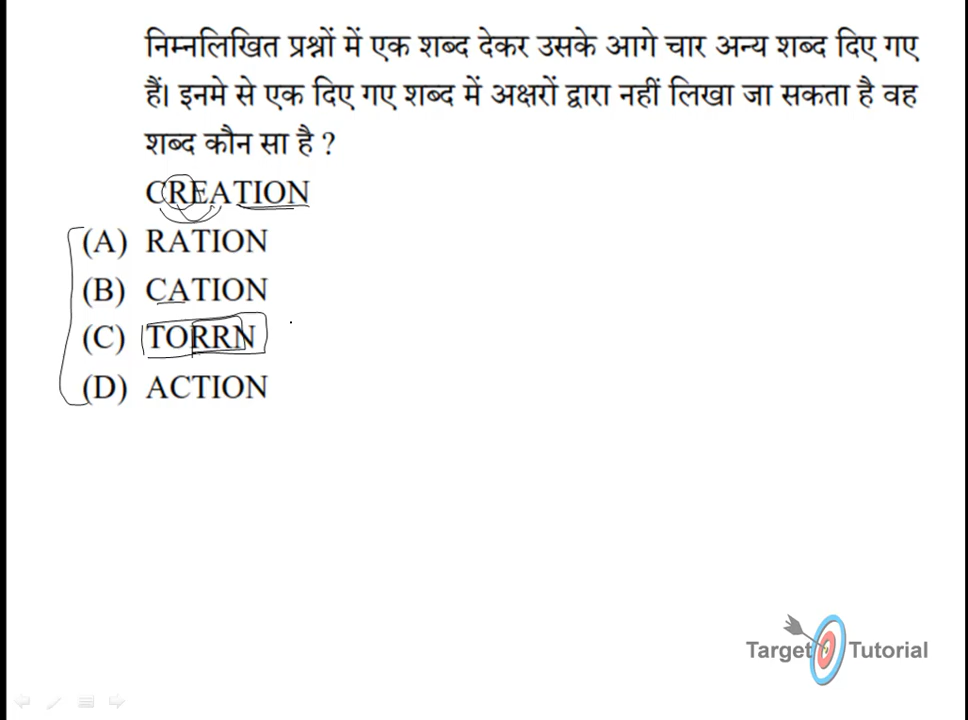 निम्नलिखित प्रश्नों में एक शब्द देकर उसके आगे चार अन्य शब्द दिए गए
हैं। इनमे से एक दिए गए शब्द में अक्षरों द्वारा नहीं लिखा जा सकता है वह
शब्द कौन सा है ?
CREATION
(A) RATION
(B) CATION
(C) TORRN
(D) ACTION
Target Tutorial